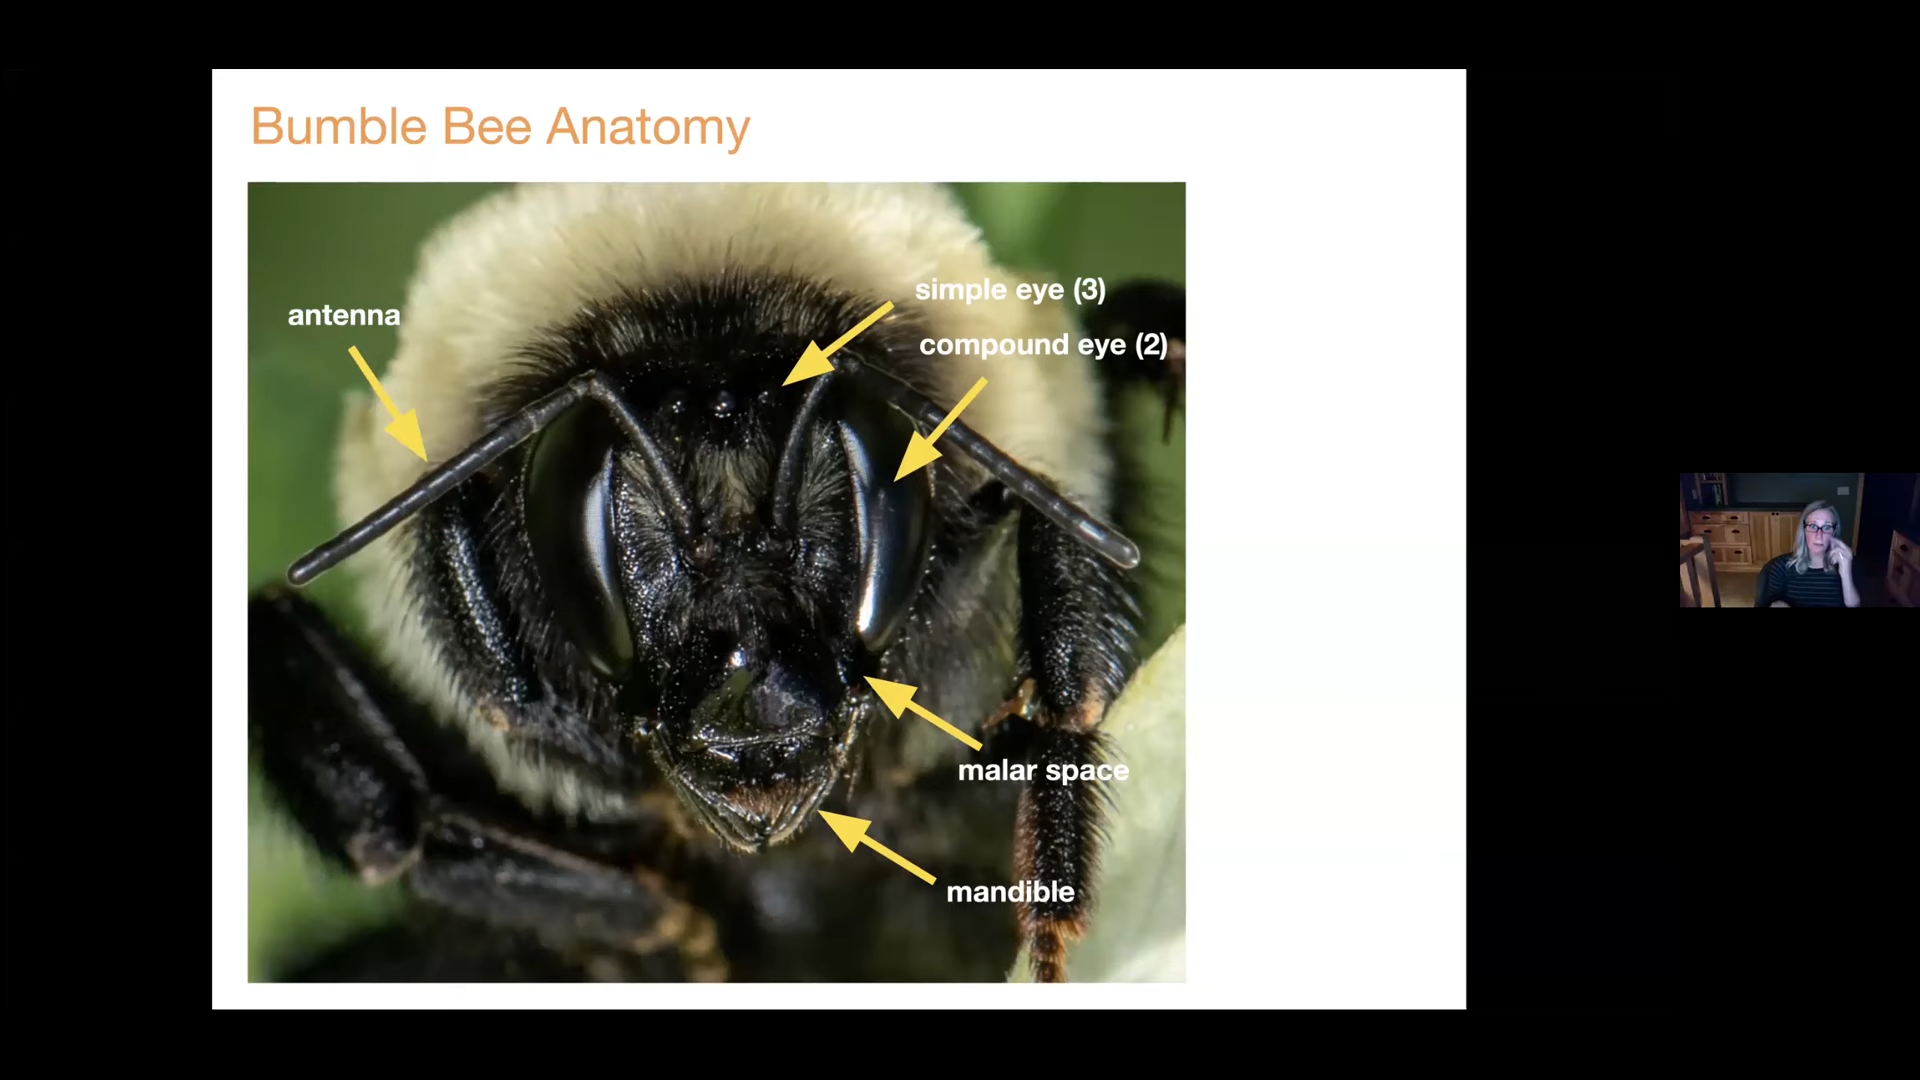 Bumble Bee Anatomy
simple eye (3)
antenna
compound eye (2)
malar space
mandible